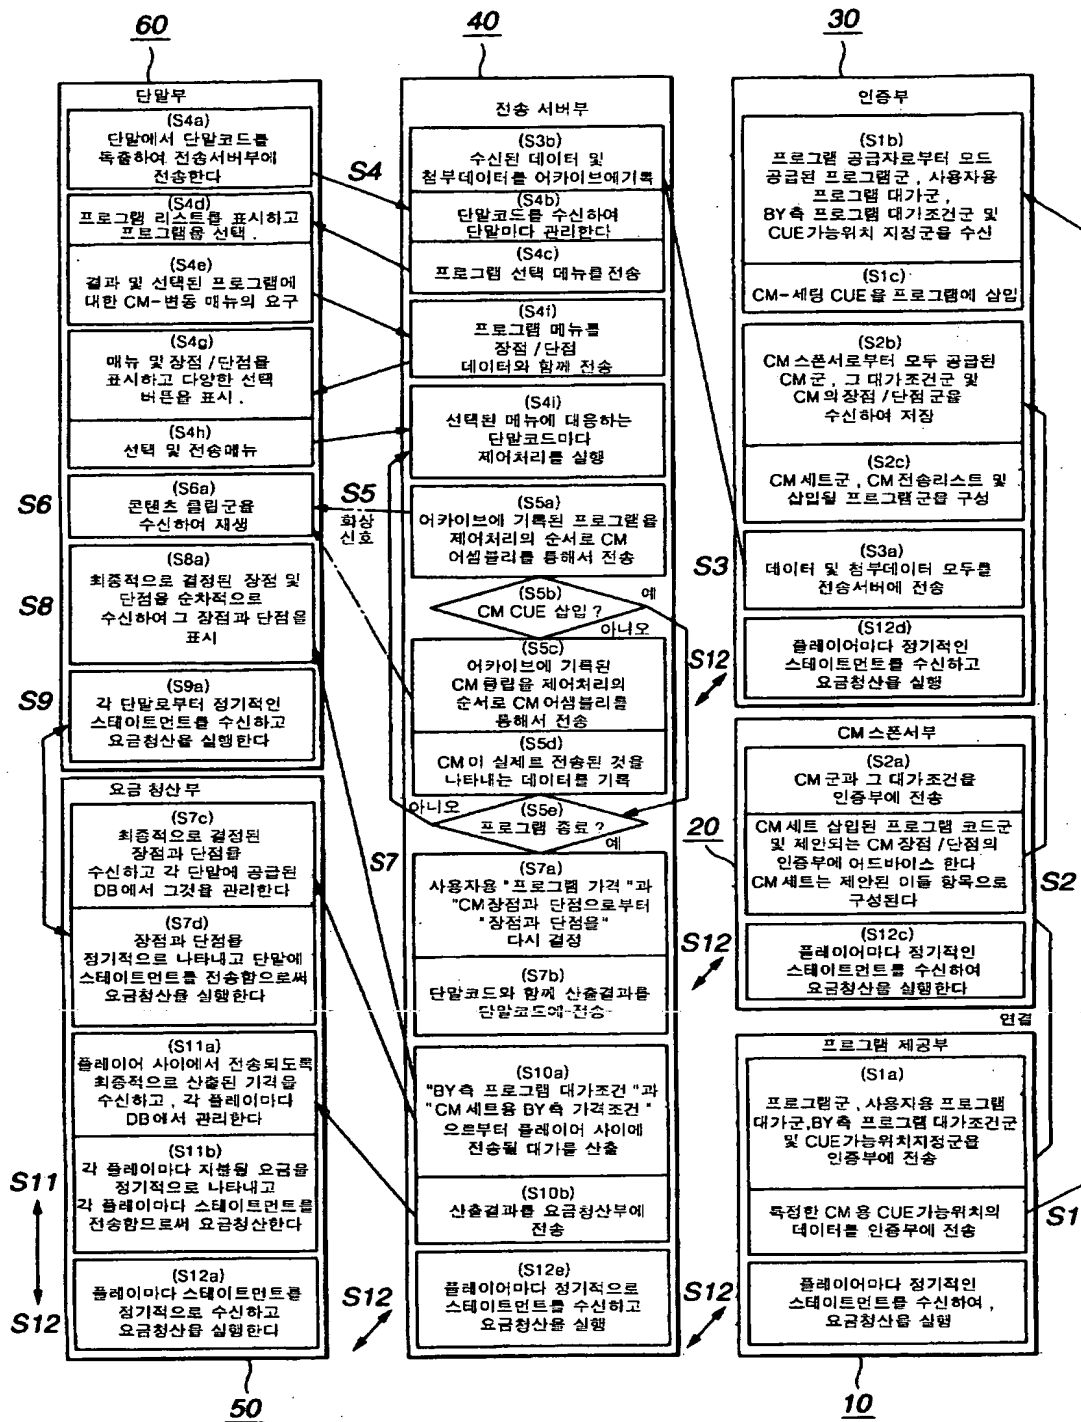 60
40
30
단말부
(S4a)
단말에서 단말코드를
독출하여 전송서버부에
전송한다
(S4d)
프로그램 리스트를 표시하고
프로그램을 선택.
(S4e)
결과 및 선택된 프로그램에
대한 CM-변동 매뉴의 요구
(S4g)
매뉴 및 장점/단점을
표시하고 다양한 선택
버튼을 표시.
(S4h)
선택 및 전송메뉴
S6
(S6a)
콘텐츠 클립군을
수신하여 재생
S8
(S8a)
최종적으로 결정된 장점 및
단점을 순차적으로
수신하여 그 장점과 단점을
표시
S9
(S9a)
각 단말로부터 정기적인
스테이트먼트를 수신하고
요금청산을 실행한다
요금 청산부
(S7c)
최종적으로 결정된
장점과 단점을
수신하고 각 단말에 공급된
DB에서 그것을 관리한다
(S7d)
장점과 단점을
정기적으로 나타내고 단말에
스테이트먼트를 전송함으로써
요금청산을 실행한다
(S11a)
플레이어 사이에서 전송되도록
최종적으로 산출된 기격을
수신하고, 각 플레이마다
DB에서 관리한다
(S11b)
각 플레이마다 지불될 요금을
정기적으로 나타내고
각 플레이마다 스테이트먼트를
전송함므로써 요금청산한다
S11
S12
(S12a)
플레이마다 스테이트먼트를
정기적으로 수신하고
요금청산을 실행한다
50
S4
S5
화상
신호
S7
S12
전송 서버부
(S3b)
수신된 데이터 및
첨부데이터를 어카이브에기록
(S4b)
단말코드를 수신하여
단말마다 관리한다
(S4c)
프로그램 선택 메뉴를 전송
(S4f)
프로그램 메뉴를
장점/단점
데이터와 함께 전송
(S4i)
선택된 메뉴에 대응하는
단말코드마다
제어처리를 실행
(S5a)
어카이브에 기록된 프로그램을
제어처리의 순서로 CM
어셈블리를 통해서 전송
(S5b)
CM CUE 삽입?
예
아니오
(S5c)
어카이브에 기록된
CM 클립을 제어처리의
순서로 CM 어셈블리를
통해서 전송
(S5d)
CM이 실제로 전송된 것을
나타내는 데이터를 기록
아니오
(S5e)
프로그램 종료?
예
(S7a)
사용자용 "프로그램 가격"과
"CM장점과 단점으로부터
"장점과 단점을"
다시 결정
(S7b)
단말코드와 함께 산출결과를
단말코드에 전송
(S10a)
"BY측 프로그램 대가조건"과
"CM세트용 BY측 가격조건"
으로부터 플레이어 사이에
전송될 대가를 산출
(S10b)
산출결과를 요금청산부에
전송
(S12e)
플레이어마다 정기적으로
스테이트먼트를 수신하고
요금청산을 실행
S3
S12
S12
S12
인증부
(S1b)
프로그램 공급자로부터 모드
공급된 프로그램군, 사용자용
프로그램 대가군,
BY측 프로그램 대가조건군 및
CUE가능위치 지정군을 수신
(S1c)
CM-세팅 CUE을 프로그램에 삽입
(S2b)
CM스폰서로부터 모두 공급된
CM군, 그 대가조건군 및
CM의 장점/단점군을
수신하여 저장
(S2c)
CM세트군, CM전송리스트 및
삽입될 프로그램군을 구성
(S3a)
데이터 및 첨부데이터 모두를
전송서버에 전송
(S12d)
플레이어마다 정기적인
스테이트먼트를 수신하고
요금청산을 실행
CM스폰서부
(S2a)
CM군과 그 대가조건을
인증부에 전송
20
CM세트 삽입된 프로그램 코드군
및 제안되는 CM장점/단점의
인증부에 어드바이스 한다
CM세트는 제안된 이들 항목으로
구성된다
S2
(S12c)
플레이어마다 정기적인
스테이트먼트를 수신하여
요금청산을 실행한다
연결
프로그램 제공부
(S1a)
프로그램군, 사용자용 프로그램
대가군,BY측 프로그램 대가조건군
및 CUE가능위치지정군을
인증부에 전송
특정한 CM용 CUE가능위치의
데이터를 인증부에 전송
S1
플레이어마다 정기적인
스테이트먼트를 수신하여,
요금청산을 실행
10